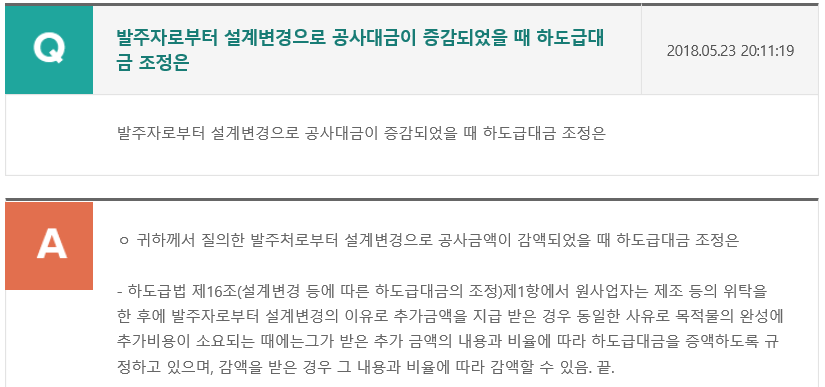 Q
발주자로부터 설계변경으로 공사대금이 증감되었을 때 하도급대
금 조정은
2018.05.23 20:11:19
발주자로부터 설계변경으로 공사대금이 증감되었을 때 하도급대금 조정은
A
ㅇ 귀하께서 질의한 발주처로부터 설계변경으로 공사금액이 감액되었을 때 하도급대금 조정은
- 하도급법 제16조(설계변경 등에 따른 하도급대금의 조정)제1항에서 원사업자는 제조 등의 위탁을
한 후에 발주자로부터 설계변경의 이유로 추가금액을 지급 받은 경우 동일한 사유로 목적물의 완성에
추가비용이 소요되는 때에는그가 받은 추가 금액의 내용과 비율에 따라 하도급대금을 증액하도록 규
정하고 있으며, 감액을 받은 경우 그 내용과 비율에 따라 감액할 수 있음. 끝.